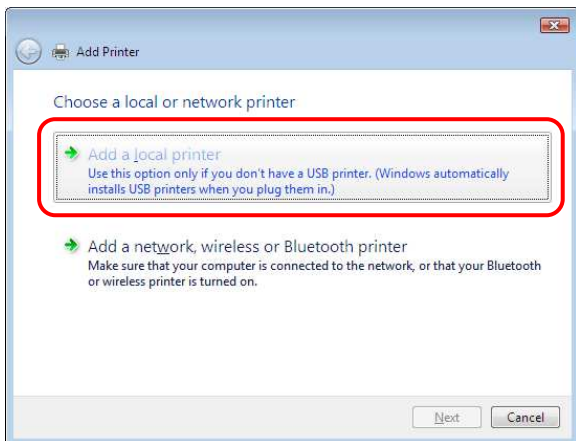 Add Printer
Choose a local or network printer
Add a local printer
Use this option only if you don't have a USB printer. (Windows automatically
installs USB printers when you plug them in.)
Add a network, wireless or Bluetooth printer
Make sure that your computer is connected to the network, or that your Bluetooth
or wireless printer is turned on.
Next Cancel